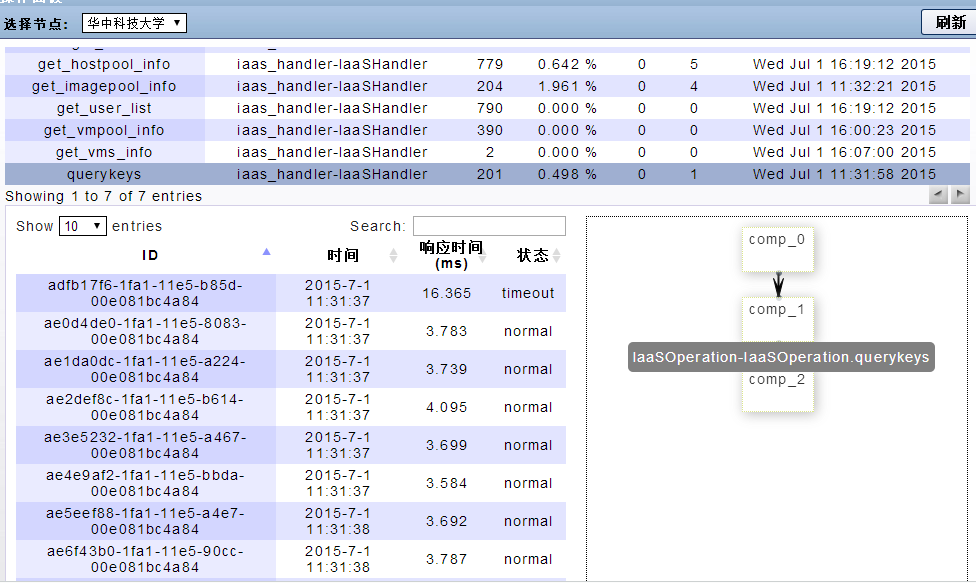 选择节点: 华中科技大学 刷新
get_hostpool_info iaas_handler-IaaSHandler 779 0.642 % 0 5 Wed Jul 1 16:19:12 2015
get_imagepool_info iaas_handler-IaaSHandler 204 1.961 % 0 4 Wed Jul 1 11:32:21 2015
get_user_list iaas_handler-IaaSHandler 790 0.000 % 0 0 Wed Jul 1 16:19:12 2015
get_vmpool_info iaas_handler-IaaSHandler 390 0.000 % 0 0 Wed Jul 1 16:00:23 2015
get_vms_info iaas_handler-IaaSHandler 2 0.000 % 0 0 Wed Jul 1 16:07:00 2015
querykeys iaas_handler-IaaSHandler 201 0.498 % 0 1 Wed Jul 1 11:31:58 2015
Showing 1 to 7 of 7 entries
Show 10 entries Search:
ID 时间 响应时间 状态
(ms)
adfb17f6-1fa1-11e5-b85d- 2015-7-1 16.365 timeout
00e081bc4a84 11:31:37
ae0d4de0-1fa1-11e5-8083- 2015-7-1 3.783 normal
00e081bc4a84 11:31:37
ae1da0dc-1fa1-11e5-a224- 2015-7-1 3.739 normal
00e081bc4a84 11:31:37
ae2def8c-1fa1-11e5-b614- 2015-7-1 4.095 normal
00e081bc4a84 11:31:37
ae3e5232-1fa1-11e5-a467- 2015-7-1 3.699 normal
00e081bc4a84 11:31:37
ae4e9af2-1fa1-11e5-bbda- 2015-7-1 3.584 normal
00e081bc4a84 11:31:37
ae5eef88-1fa1-11e5-a4e7- 2015-7-1 3.692 normal
00e081bc4a84 11:31:38
ae6f43b0-1fa1-11e5-90cc- 2015-7-1 3.787 normal
00e081bc4a84 11:31:38
comp_0
comp_1
IaaSOperation-IaaSOperation.querykeys
comp_2